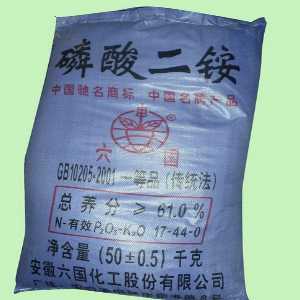 磷酸二铵
中国驰名商标 中国名牌产品
六国
GB10205-2001 一等品(传统法)
总养分≥61.0%
N-有效P₂O₅-K₂O 17-44-0
净含量(50±0.5)千克
安徽六国化工股份有限公司